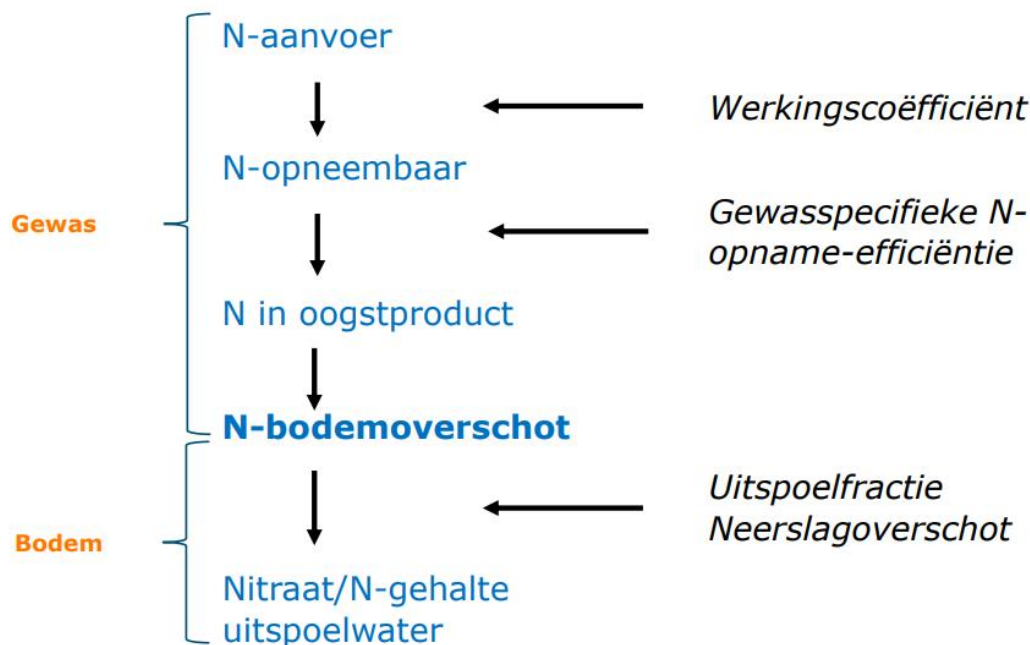 N-aanvoer
Werkingscoëfficiënt
N-opneembaar
Gewas
Gewasspecifieke N-
opname-efficiëntie
N in oogstproduct
N-bodemoverschot
Uitspoelfractie
Neerslagoverschot
Bodem
Nitraat/N-gehalte
uitspoelwater